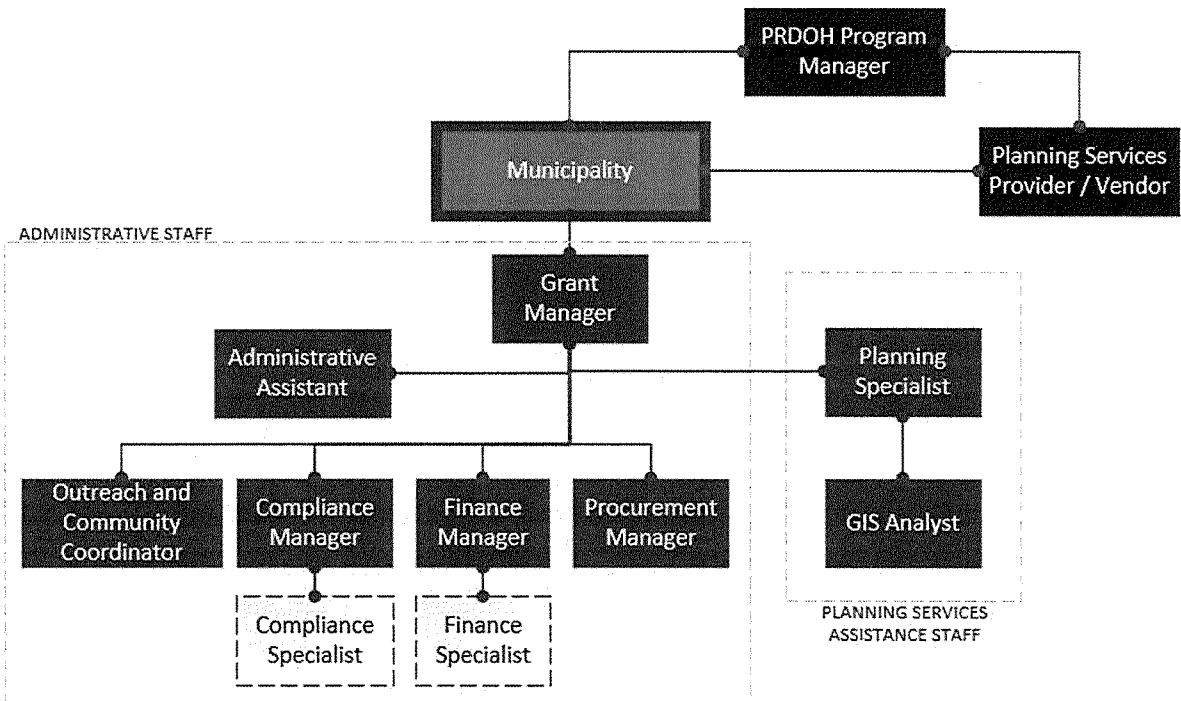 PRDOH Program
Manager
Municipality
Planning Services
Provider / Vendor
ADMINISTRATIVE STAFF
Grant
Manager
Administrative
Assistant
Planning
Specialist
Outreach and
Community
Coordinator
Compliance
Manager
Finance
Manager
Procurement
Manager
GIS Analyst
Compliance
Specialist
Finance
Specialist
PLANNING SERVICES
ASSISTANCE STAFF